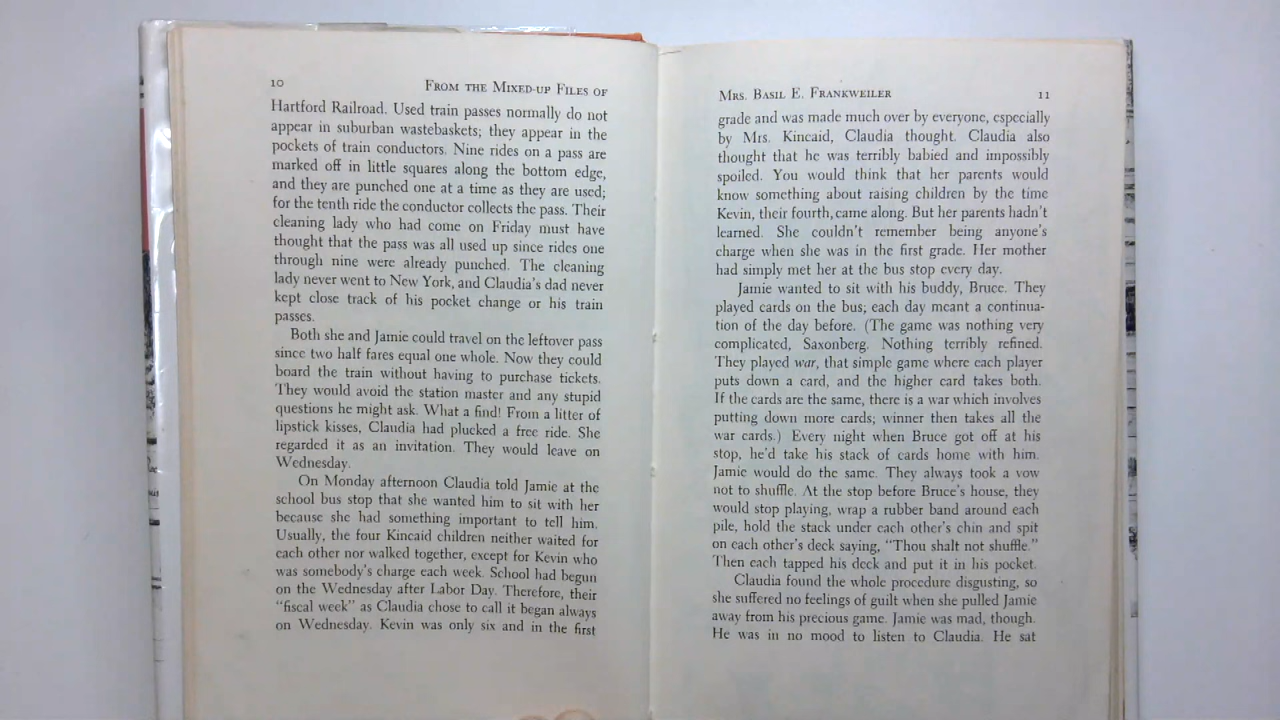 10 FROM THE MIXED-UP FILES OF
Hartford Railroad. Used train passes normally do not
appear in suburban wastebaskets; they appear in the
pockets of train conductors. Nine rides on a pass are
marked off in little squares along the bottom edge,
and they are punched one at a time as they are used;
for the tenth ride the conductor collects the pass. Their
cleaning lady who had come on Friday must have
thought that the pass was all used up since rides one
through nine were already punched. The cleaning
lady never went to New York, and Claudia's dad never
kept close track of his pocket change or his train
passes.
Both she and Jamie could travel on the leftover pass
since two half fares equal one whole. Now they could
board the train without having to purchase tickets.
They would avoid the station master and any stupid
questions he might ask. What a find! From a litter of
lipstick kisses, Claudia had plucked a free ride. She
regarded it as an invitation. They would leave on
Wednesday.
On Monday afternoon Claudia told Jamie at the
school bus stop that she wanted him to sit with her
because she had something important to tell him.
Usually, the four Kincaid children neither waited for
each other nor walked together, except for Kevin who
was somebody's charge each week. School had begun
on the Wednesday after Labor Day. Therefore, their
"fiscal week" as Claudia chose to call it began always
on Wednesday. Kevin was only six and in the first
MRS. BASIL E. FRANKWEILER 11
grade and was made much over by everyone, especially
by Mrs. Kincaid, Claudia thought. Claudia also
thought that he was terribly babied and impossibly
spoiled. You would think that her parents would
know something about raising children by the time
Kevin, their fourth, came along. But her parents hadn't
learned. She couldn't remember being anyone's
charge when she was in the first grade. Her mother
had simply met her at the bus stop every day.
Jamie wanted to sit with his buddy, Bruce. They
played cards on the bus; each day meant a continua-
tion of the day before. (The game was nothing very
complicated, Saxonberg. Nothing terribly refined.
They played war, that simple game where each player
puts down a card, and the higher card takes both.
If the cards are the same, there is a war which involves
putting down more cards; winner then takes all the
war cards.) Every night when Bruce got off at his
stop, he'd take his stack of cards home with him.
Jamie would do the same. They always took a vow
not to shuffle. At the stop before Bruce's house, they
would stop playing, wrap a rubber band around each
pile, hold the stack under each other's chin and spit
on each other's deck saying, "Thou shalt not shuffle."
Then each tapped his deck and put it in his pocket.
Claudia found the whole procedure disgusting, so
she suffered no feelings of guilt when she pulled Jamie
away from his precious game. Jamie was mad, though.
He was in no mood to listen to Claudia. He sat